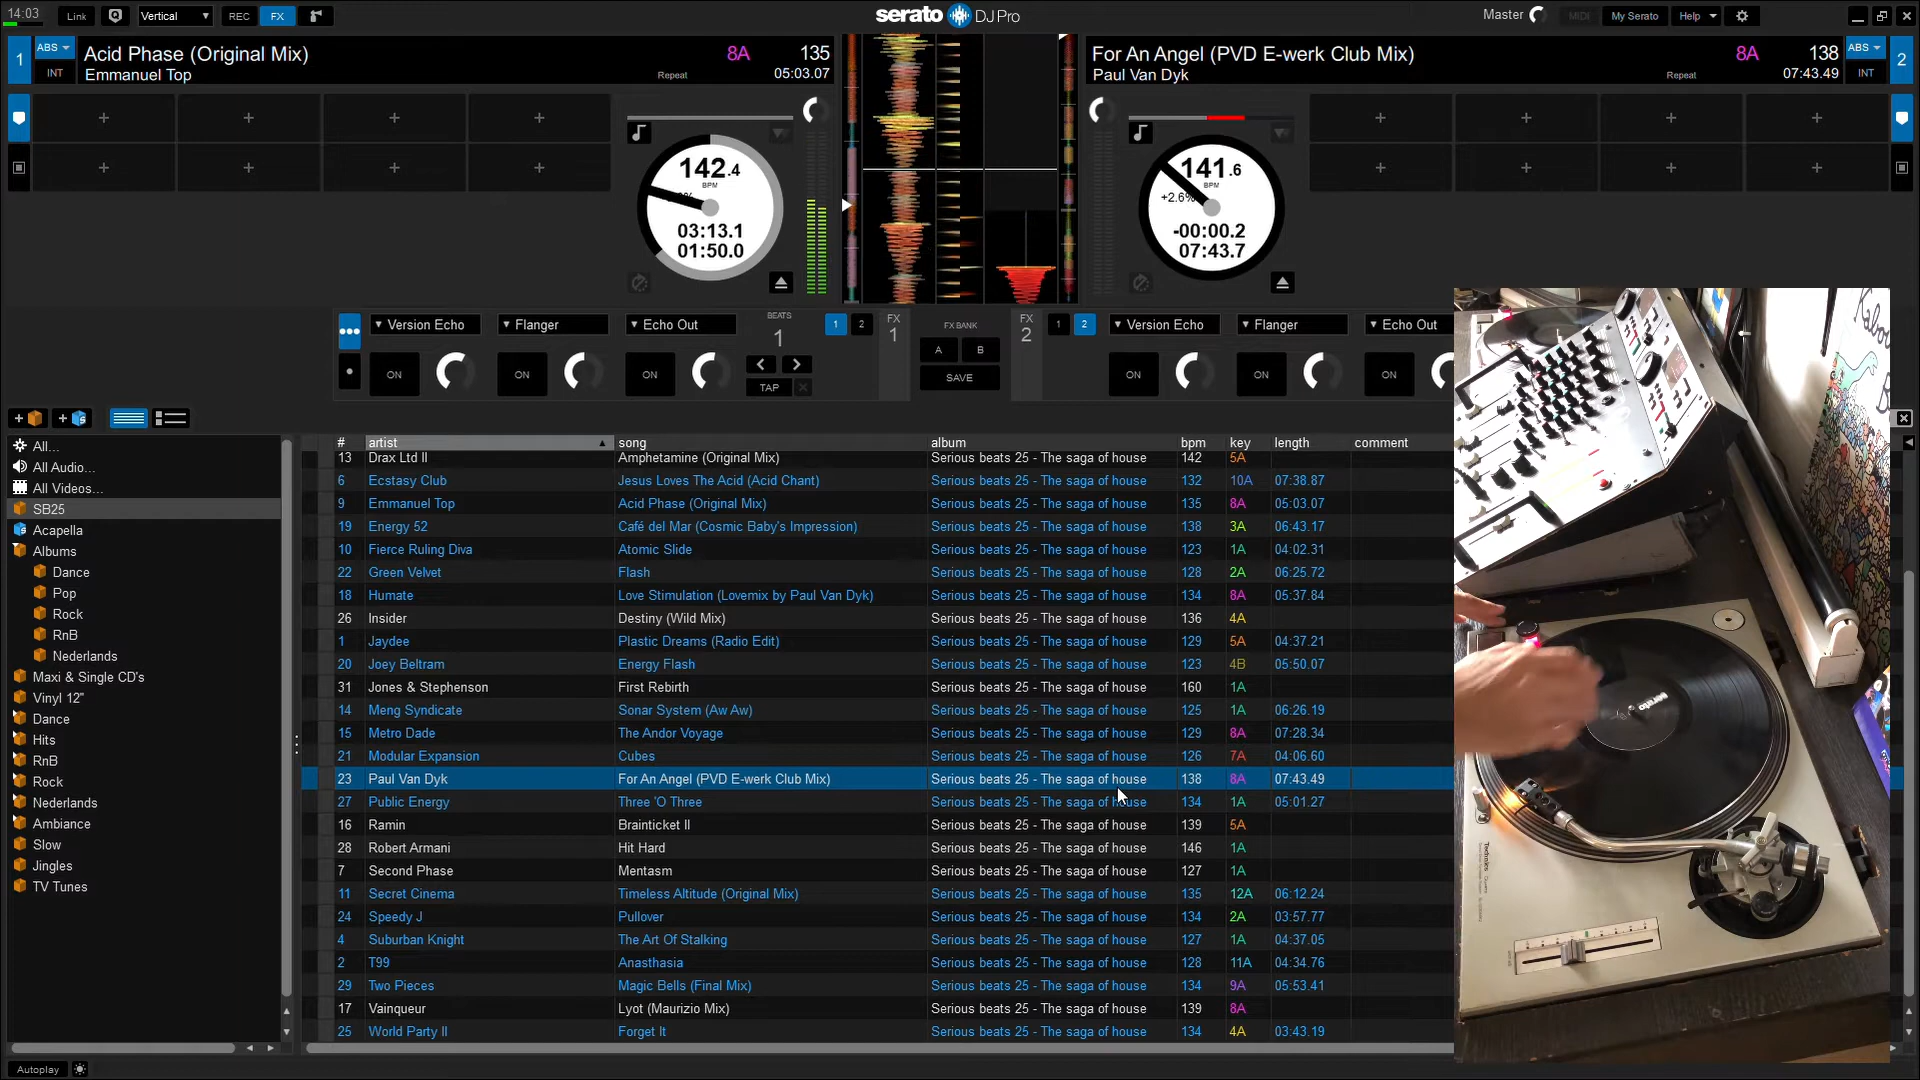 14:03 Link Vertical REC FX serato DJ Pro Master MIDI My Serato Help
1 ABS INT Acid Phase (Original Mix) 8A 135
Emmanuel Top Repeat 05:03.07
For An Angel (PVD E-werk Club Mix) 8A 138 ABS 2
Paul Van Dyk Repeat 07:43.49 INT
142.4
BPM
03:13.1
01:50.0
141.6
BPM
+2.6%
-00:00.2
07:43.7
Version Echo Flanger Echo Out BEATS 1 1 2 FX 1 FX BANK FX 2 1 2 Version Echo Flanger Echo Out
ON ON ON TAP A B SAVE ON ON ON
All...
All Audio...
All Videos...
SB25
Acapella
Albums
Dance
Pop
Rock
RnB
Nederlands
Maxi & Single CD's
Vinyl 12"
Dance
Hits
RnB
Rock
Nederlands
Ambiance
Slow
Jingles
TV Tunes
# artist song album bpm key length comment
13 Drax Ltd II Amphetamine (Original Mix) Serious beats 25 - The saga of house 142 5A
6 Ecstasy Club Jesus Loves The Acid (Acid Chant) Serious beats 25 - The saga of house 132 10A 07:38.87
9 Emmanuel Top Acid Phase (Original Mix) Serious beats 25 - The saga of house 135 8A 05:03.07
19 Energy 52 Café del Mar (Cosmic Baby's Impression) Serious beats 25 - The saga of house 138 3A 06:43.17
10 Fierce Ruling Diva Atomic Slide Serious beats 25 - The saga of house 123 1A 04:02.31
22 Green Velvet Flash Serious beats 25 - The saga of house 128 2A 06:25.72
18 Humate Love Stimulation (Lovemix by Paul Van Dyk) Serious beats 25 - The saga of house 134 8A 05:37.84
26 Insider Destiny (Wild Mix) Serious beats 25 - The saga of house 136 4A
1 Jaydee Plastic Dreams (Radio Edit) Serious beats 25 - The saga of house 129 5A 04:37.21
20 Joey Beltram Energy Flash Serious beats 25 - The saga of house 123 4B 05:50.07
31 Jones & Stephenson First Rebirth Serious beats 25 - The saga of house 160 1A
14 Meng Syndicate Sonar System (Aw Aw) Serious beats 25 - The saga of house 125 1A 06:26.19
15 Metro Dade The Andor Voyage Serious beats 25 - The saga of house 129 8A 07:28.34
21 Modular Expansion Cubes Serious beats 25 - The saga of house 126 7A 04:06.60
23 Paul Van Dyk For An Angel (PVD E-werk Club Mix) Serious beats 25 - The saga of house 138 8A 07:43.49
27 Public Energy Three 'O Three Serious beats 25 - The saga of house 134 1A 05:01.27
16 Ramin Brainticket II Serious beats 25 - The saga of house 139 5A
28 Robert Armani Hit Hard Serious beats 25 - The saga of house 146 1A
7 Second Phase Mentasm Serious beats 25 - The saga of house 127 1A
11 Secret Cinema Timeless Altitude (Original Mix) Serious beats 25 - The saga of house 135 12A 06:12.24
24 Speedy J Pullover Serious beats 25 - The saga of house 134 2A 03:57.77
4 Suburban Knight The Art Of Stalking Serious beats 25 - The saga of house 127 1A 04:37.05
2 T99 Anasthasia Serious beats 25 - The saga of house 128 11A 04:34.76
29 Two Pieces Magic Bells (Final Mix) Serious beats 25 - The saga of house 134 9A 05:53.41
17 Vainqueur Lyot (Maurizio Mix) Serious beats 25 - The saga of house 139 8A
25 World Party II Forget It Serious beats 25 - The saga of house 134 4A 03:43.19
serato
Technics
Autoplay